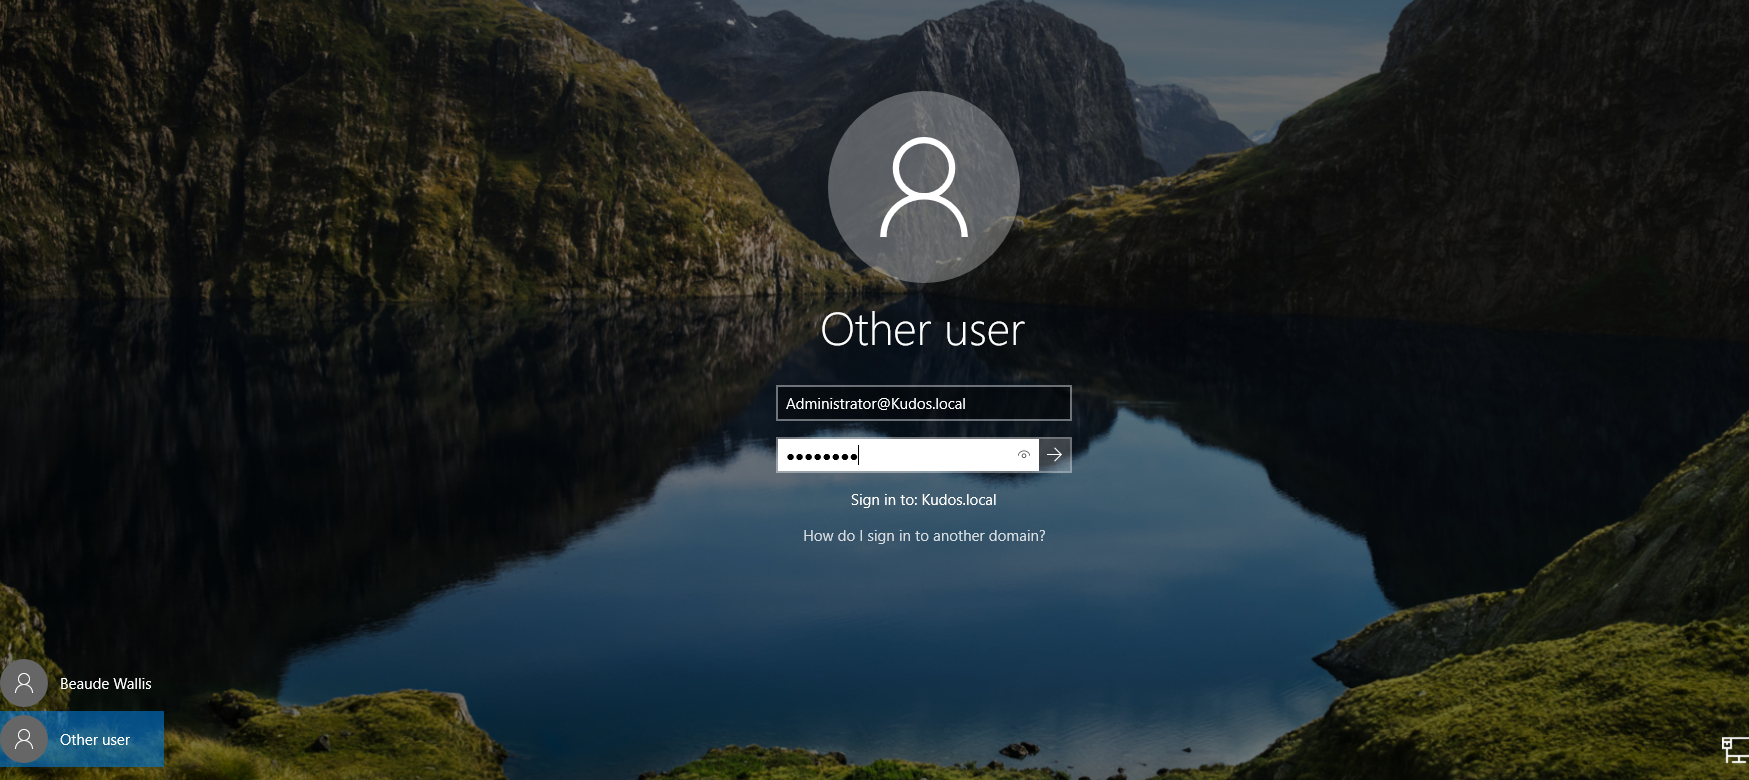 Other user
Administrator@Kudos.local
••••••••
Sign in to: Kudos.local
How do I sign in to another domain?
Beaude Wallis
Other user